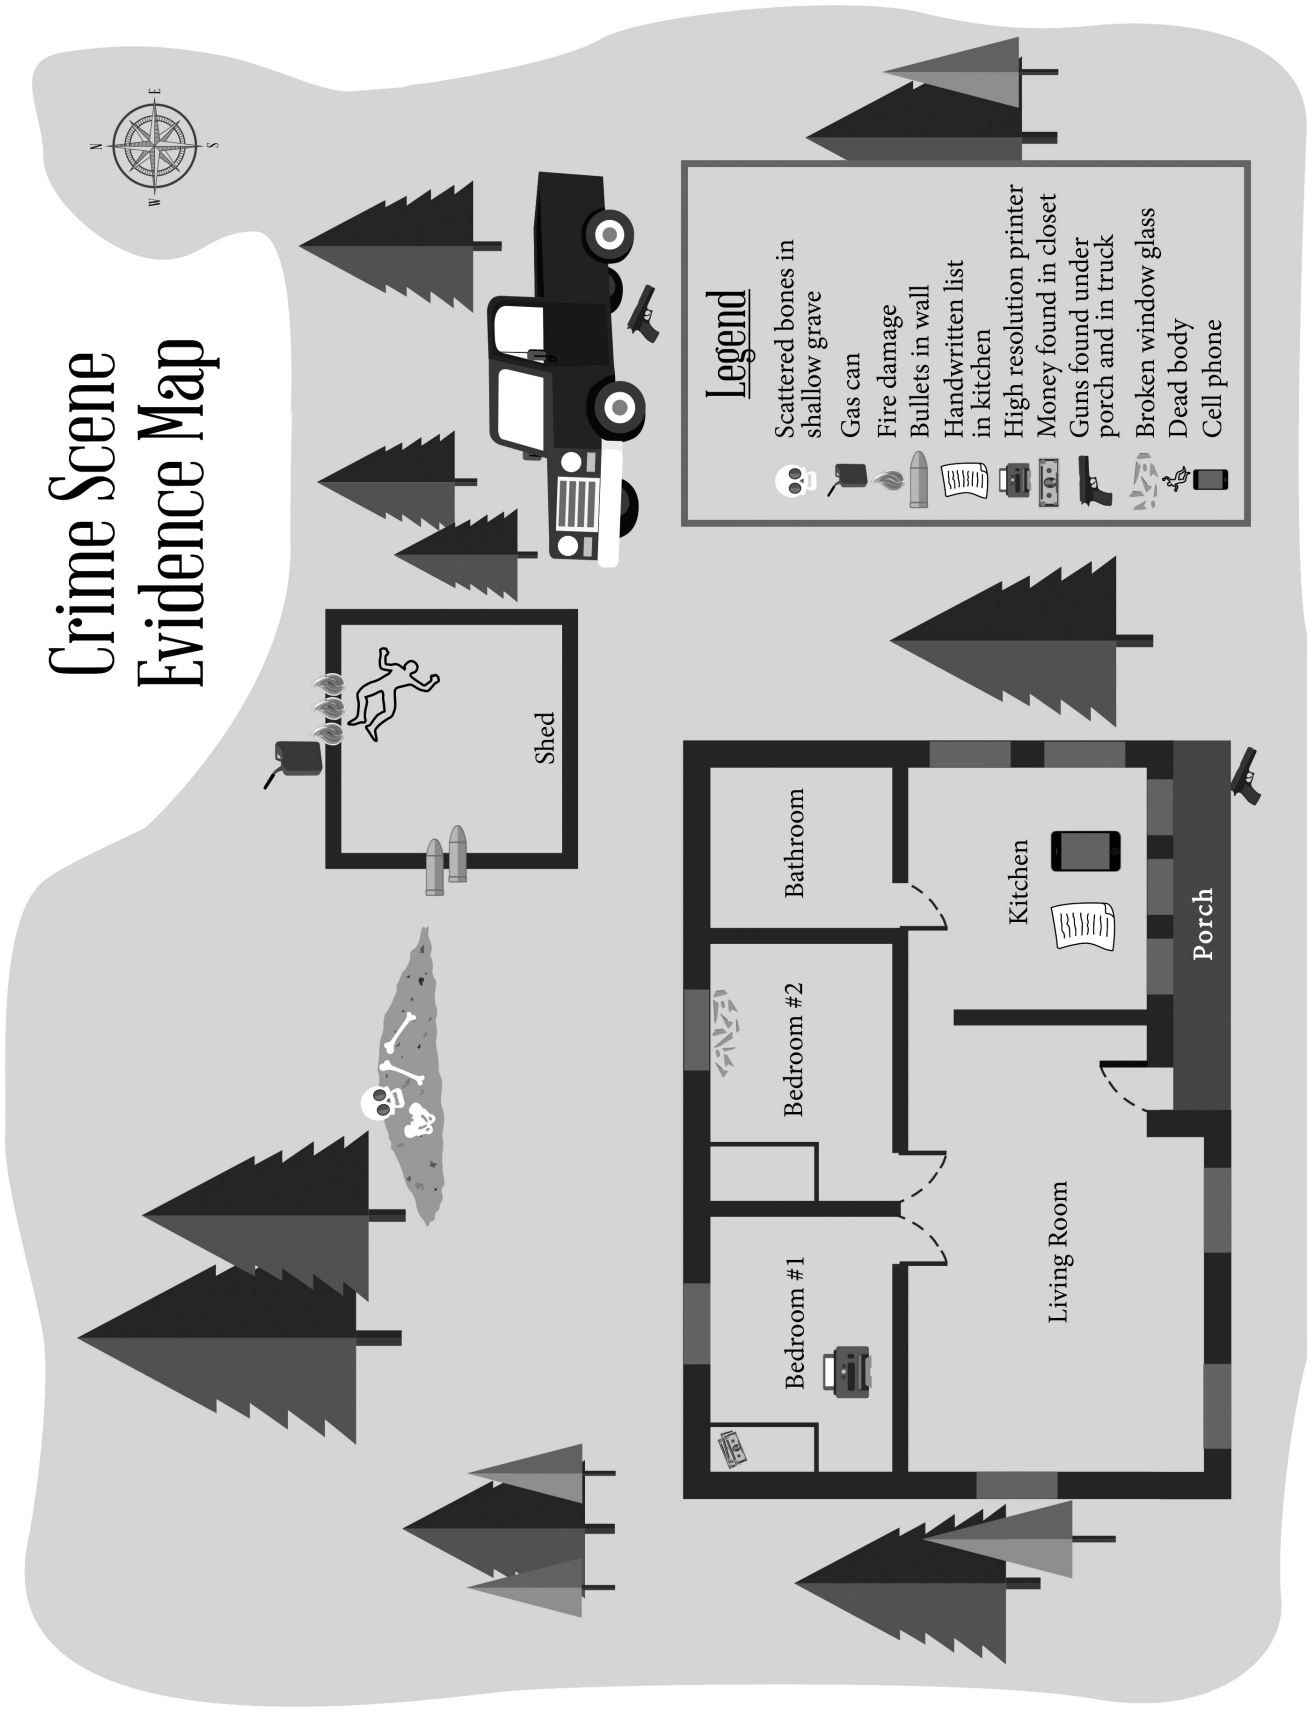 Crime Scene
Evidence Map
N
W
E
S
Shed
Bedroom #1
Bedroom #2
Bathroom
Living Room
Kitchen
Porch
Legend
Scattered bones in
shallow grave
Gas can
Fire damage
Bullets in wall
Handwritten list
in kitchen
High resolution printer
Money found in closet
Guns found under
porch and in truck
Broken window glass
Dead body
Cell phone